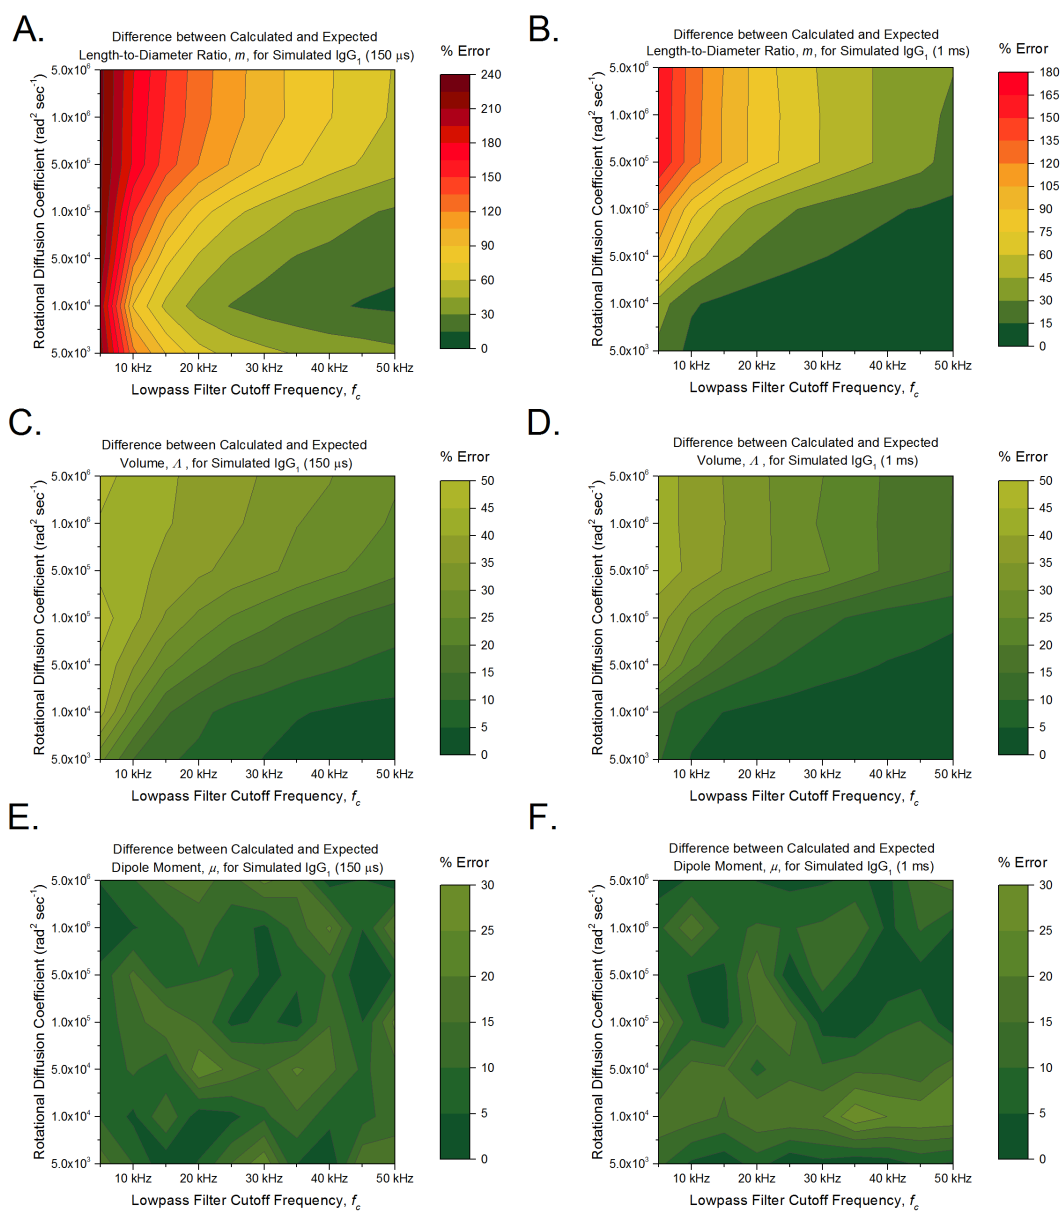 A.
Difference between Calculated and Expected
Length-to-Diameter Ratio, m, for Simulated IgG1 (150 μs)
% Error
Rotational Diffusion Coefficient (rad2 sec-1)
5.0x106
1.0x106
5.0x105
1.0x105
5.0x104
1.0x104
5.0x103
10 kHz 20 kHz 30 kHz 40 kHz 50 kHz
Lowpass Filter Cutoff Frequency, fc
240
210
180
150
120
90
60
30
0
B.
Difference between Calculated and Expected
Length-to-Diameter Ratio, m, for Simulated IgG1 (1 ms)
% Error
Rotational Diffusion Coefficient (rad2 sec-1)
5.0x106
1.0x106
5.0x105
1.0x105
5.0x104
1.0x104
5.0x103
10 kHz 20 kHz 30 kHz 40 kHz 50 kHz
Lowpass Filter Cutoff Frequency, fc
180
165
150
135
120
105
90
75
60
45
30
15
0
C.
Difference between Calculated and Expected
Volume, Λ , for Simulated IgG1 (150 μs)
% Error
Rotational Diffusion Coefficient (rad2 sec-1)
5.0x106
1.0x106
5.0x105
1.0x105
5.0x104
1.0x104
5.0x103
10 kHz 20 kHz 30 kHz 40 kHz 50 kHz
Lowpass Filter Cutoff Frequency, fc
50
45
40
35
30
25
20
15
10
5
0
D.
Difference between Calculated and Expected
Volume, Λ , for Simulated IgG1 (1 ms)
% Error
Rotational Diffusion Coefficient (rad2 sec-1)
5.0x106
1.0x106
5.0x105
1.0x105
5.0x104
1.0x104
5.0x103
10 kHz 20 kHz 30 kHz 40 kHz 50 kHz
Lowpass Filter Cutoff Frequency, fc
50
45
40
35
30
25
20
15
10
5
0
E.
Difference between Calculated and Expected
Dipole Moment, μ, for Simulated IgG1 (150 μs)
% Error
Rotational Diffusion Coefficient (rad2 sec-1)
5.0x106
1.0x106
5.0x105
1.0x105
5.0x104
1.0x104
5.0x103
10 kHz 20 kHz 30 kHz 40 kHz 50 kHz
Lowpass Filter Cutoff Frequency, fc
30
25
20
15
10
5
0
F.
Difference between Calculated and Expected
Dipole Moment, μ, for Simulated IgG1 (1 ms)
% Error
Rotational Diffusion Coefficient (rad2 sec-1)
5.0x106
1.0x106
5.0x105
1.0x105
5.0x104
1.0x104
5.0x103
10 kHz 20 kHz 30 kHz 40 kHz 50 kHz
Lowpass Filter Cutoff Frequency, fc
30
25
20
15
10
5
0